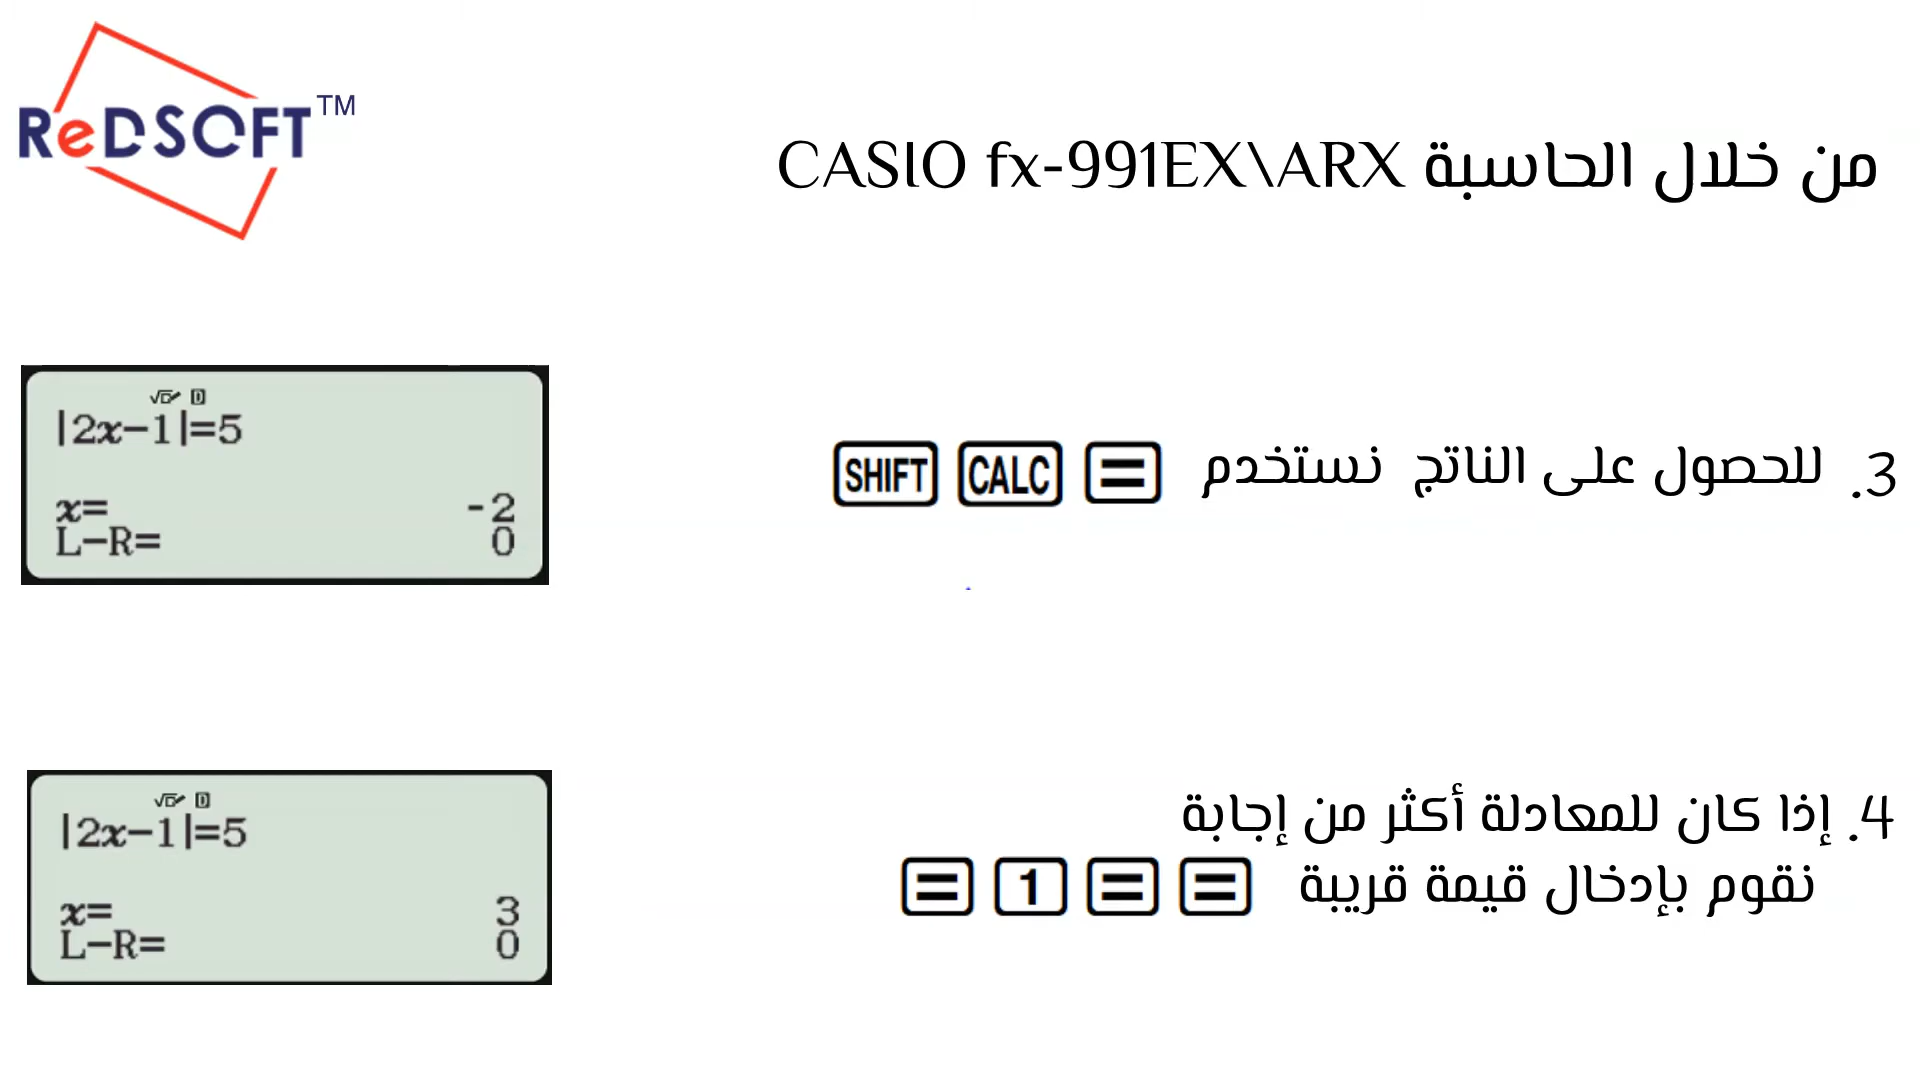 ReDSOFT™
من خلال الحاسبة CASIO fx-991EX\ARX
3. للحصول على الناتج نستخدم SHIFT CALC =
|2x−1|=5
x= -2
L−R= 0
4. إذا كان للمعادلة أكثر من إجابة
نقوم بإدخال قيمة قريبة = 1 = =
|2x−1|=5
x= 3
L−R= 0